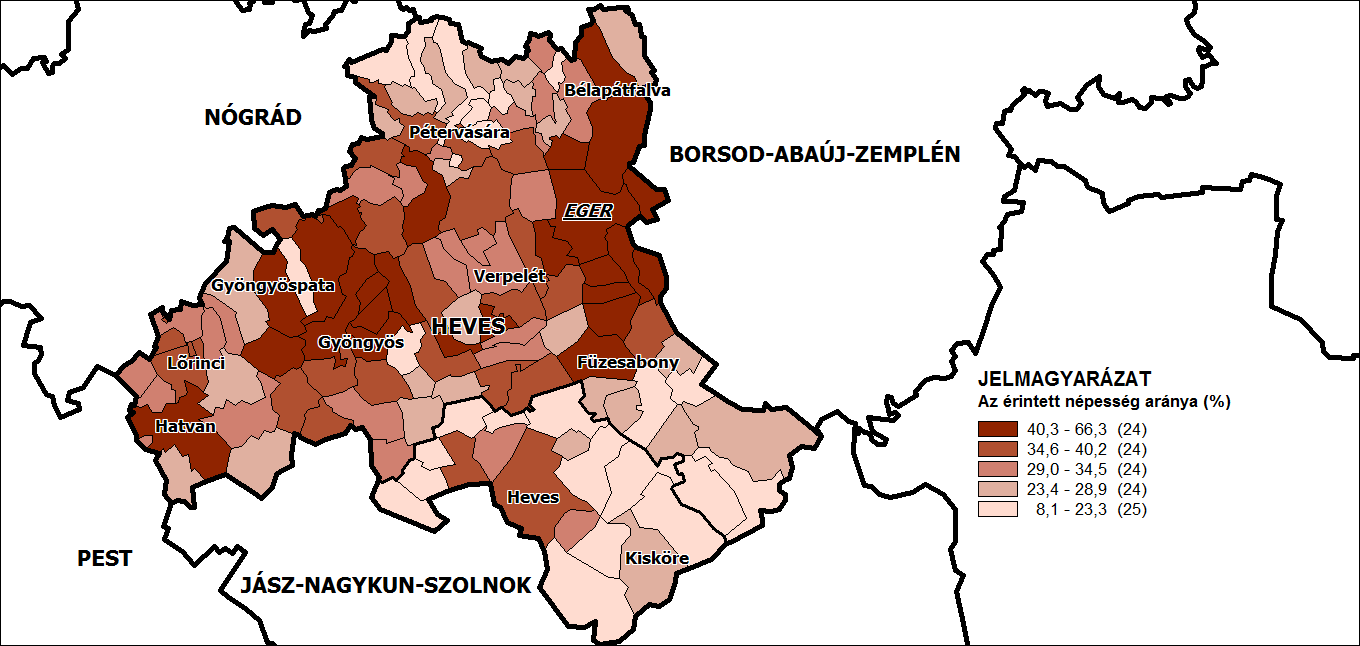 Bélapátfalva
NÓGRÁD
Pétervására
BORSOD-ABAÚJ-ZEMPLÉN
EGER
Verpelét
Gyöngyöspata
HEVES
Gyöngyös
Lőrinci
Füzesabony
Hatvan
Heves
Kisköre
PEST
JÁSZ-NAGYKUN-SZOLNOK
JELMAGYARÁZAT
Az érintett népesség aránya (%)
40,3 - 66,3 (24)
34,6 - 40,2 (24)
29,0 - 34,5 (24)
23,4 - 28,9 (24)
8,1 - 23,3 (25)